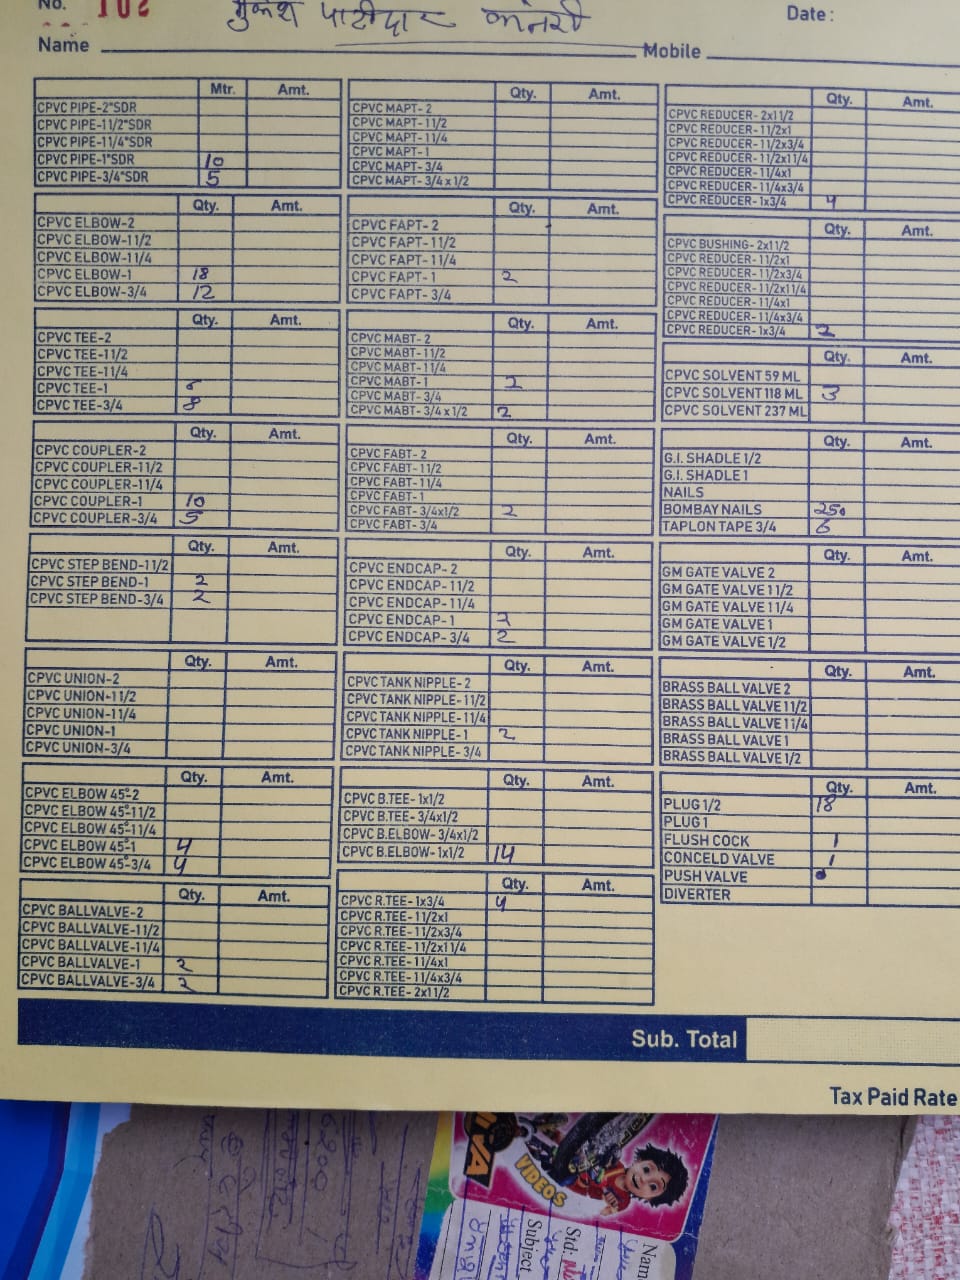 No. 102
मुकेश पाटीदार
Name Mobile Date:
Mtr. Amt.
CPVC PIPE-2"SDR
CPVC PIPE-11/2"SDR
CPVC PIPE-11/4"SDR
CPVC PIPE-1"SDR 10
CPVC PIPE-3/4"SDR 5
Qty. Amt.
CPVC ELBOW-2
CPVC ELBOW-11/2
CPVC ELBOW-11/4
CPVC ELBOW-1 18
CPVC ELBOW-3/4 12
Qty. Amt.
CPVC TEE-2
CPVC TEE-11/2
CPVC TEE-11/4
CPVC TEE-1
CPVC TEE-3/4 8
Qty. Amt.
CPVC COUPLER-2
CPVC COUPLER-11/2
CPVC COUPLER-11/4
CPVC COUPLER-1 10
CPVC COUPLER-3/4 5
Qty. Amt.
CPVC STEP BEND-11/2
CPVC STEP BEND-1 2
CPVC STEP BEND-3/4 2
Qty. Amt.
CPVC UNION-2
CPVC UNION-11/2
CPVC UNION-11/4
CPVC UNION-1
CPVC UNION-3/4
Qty. Amt.
CPVC ELBOW 45°-2
CPVC ELBOW 45°-11/2
CPVC ELBOW 45°-11/4
CPVC ELBOW 45°-1 4
CPVC ELBOW 45°-3/4 4
Qty. Amt.
CPVC BALLVALVE-2
CPVC BALLVALVE-11/2
CPVC BALLVALVE-11/4
CPVC BALLVALVE-1 2
CPVC BALLVALVE-3/4 2
Qty. Amt.
CPVC MAPT- 2
CPVC MAPT- 11/2
CPVC MAPT- 11/4
CPVC MAPT- 1
CPVC MAPT- 3/4
CPVC MAPT- 3/4 x 1/2
Qty. Amt.
CPVC FAPT- 2
CPVC FAPT- 11/2
CPVC FAPT- 11/4
CPVC FAPT- 1 2
CPVC FAPT- 3/4
Qty. Amt.
CPVC MABT- 2
CPVC MABT- 11/2
CPVC MABT- 11/4
CPVC MABT- 1 2
CPVC MABT- 3/4
CPVC MABT- 3/4 x 1/2 2
Qty. Amt.
CPVC FABT- 2
CPVC FABT- 11/2
CPVC FABT- 11/4
CPVC FABT- 1
CPVC FABT- 3/4x1/2 2
CPVC FABT- 3/4
Qty. Amt.
CPVC ENDCAP- 2
CPVC ENDCAP- 11/2
CPVC ENDCAP- 11/4
CPVC ENDCAP- 1 2
CPVC ENDCAP- 3/4 2
Qty. Amt.
CPVC TANK NIPPLE- 2
CPVC TANK NIPPLE- 11/2
CPVC TANK NIPPLE- 11/4
CPVC TANK NIPPLE- 1 2
CPVC TANK NIPPLE- 3/4
Qty. Amt.
CPVC B.TEE- 1x1/2
CPVC B.TEE- 3/4x1/2
CPVC B.ELBOW- 3/4x1/2
CPVC B.ELBOW- 1x1/2 14
Qty. Amt.
CPVC R.TEE- 1x3/4 4
CPVC R.TEE- 11/2x1
CPVC R.TEE- 11/2x3/4
CPVC R.TEE- 11/2x11/4
CPVC R.TEE- 11/4x1
CPVC R.TEE- 11/4x3/4
CPVC R.TEE- 2x11/2
Qty. Amt.
CPVC REDUCER- 2x11/2
CPVC REDUCER- 11/2x1
CPVC REDUCER- 11/2x3/4
CPVC REDUCER- 11/2x11/4
CPVC REDUCER- 11/4x1
CPVC REDUCER- 11/4x3/4
CPVC REDUCER- 1x3/4 4
Qty. Amt.
CPVC BUSHING- 2x11/2
CPVC REDUCER- 11/2x1
CPVC REDUCER- 11/2x3/4
CPVC REDUCER- 11/2x11/4
CPVC REDUCER- 11/4x1
CPVC REDUCER- 11/4x3/4
CPVC REDUCER- 1x3/4 2
Qty. Amt.
CPVC SOLVENT 59 ML
CPVC SOLVENT 118 ML 3
CPVC SOLVENT 237 ML
Qty. Amt.
G.I. SHADLE 1/2
G.I. SHADLE 1
NAILS
BOMBAY NAILS 250
TAPLON TAPE 3/4 6
Qty. Amt.
GM GATE VALVE 2
GM GATE VALVE 11/2
GM GATE VALVE 11/4
GM GATE VALVE 1
GM GATE VALVE 1/2
Qty. Amt.
BRASS BALL VALVE 2
BRASS BALL VALVE 11/2
BRASS BALL VALVE 11/4
BRASS BALL VALVE 1
BRASS BALL VALVE 1/2
Qty. Amt.
PLUG 1/2 18
PLUG 1
FLUSH COCK 1
CONCELD VALVE 1
PUSH VALVE
DIVERTER
Sub. Total
Tax Paid Rate
VIDEOS
Name
Std:
Subject